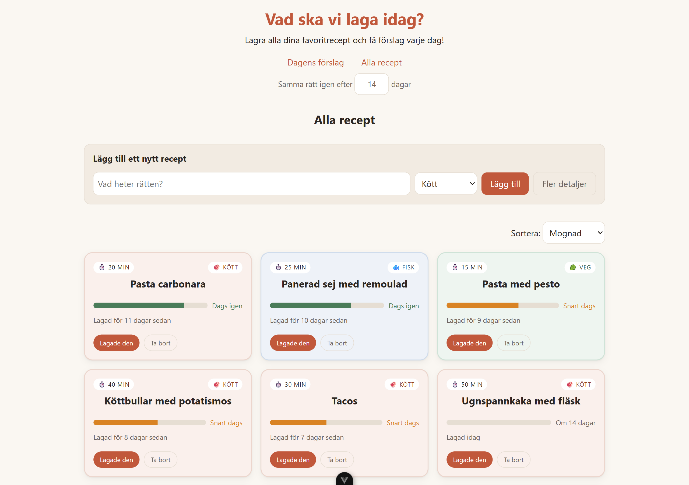 Vad ska vi laga idag?
Lagra alla dina favoritrecept och få förslag varje dag!
Dagens förslag Alla recept
Samma rätt igen efter 14 dagar
Alla recept
Lägg till ett nytt recept
Vad heter rätten? Kött Lägg till Fler detaljer
Sortera: Mognad
30 MIN KÖTT
Pasta carbonara
Dags igen
Lagad för 11 dagar sedan
Lagade den Ta bort
25 MIN FISK
Panerad sej med remoulad
Dags igen
Lagad för 10 dagar sedan
Lagade den Ta bort
15 MIN VEG
Pasta med pesto
Snart dags
Lagad för 9 dagar sedan
Lagade den Ta bort
40 MIN KÖTT
Köttbullar med potatismos
Snart dags
Lagad för 8 dagar sedan
Lagade den Ta bort
30 MIN KÖTT
Tacos
Snart dags
Lagad för 7 dagar sedan
Lagade den Ta bort
50 MIN KÖTT
Ugnspannkaka med fläsk
Om 14 dagar
Lagad idag
Lagade den Ta bort